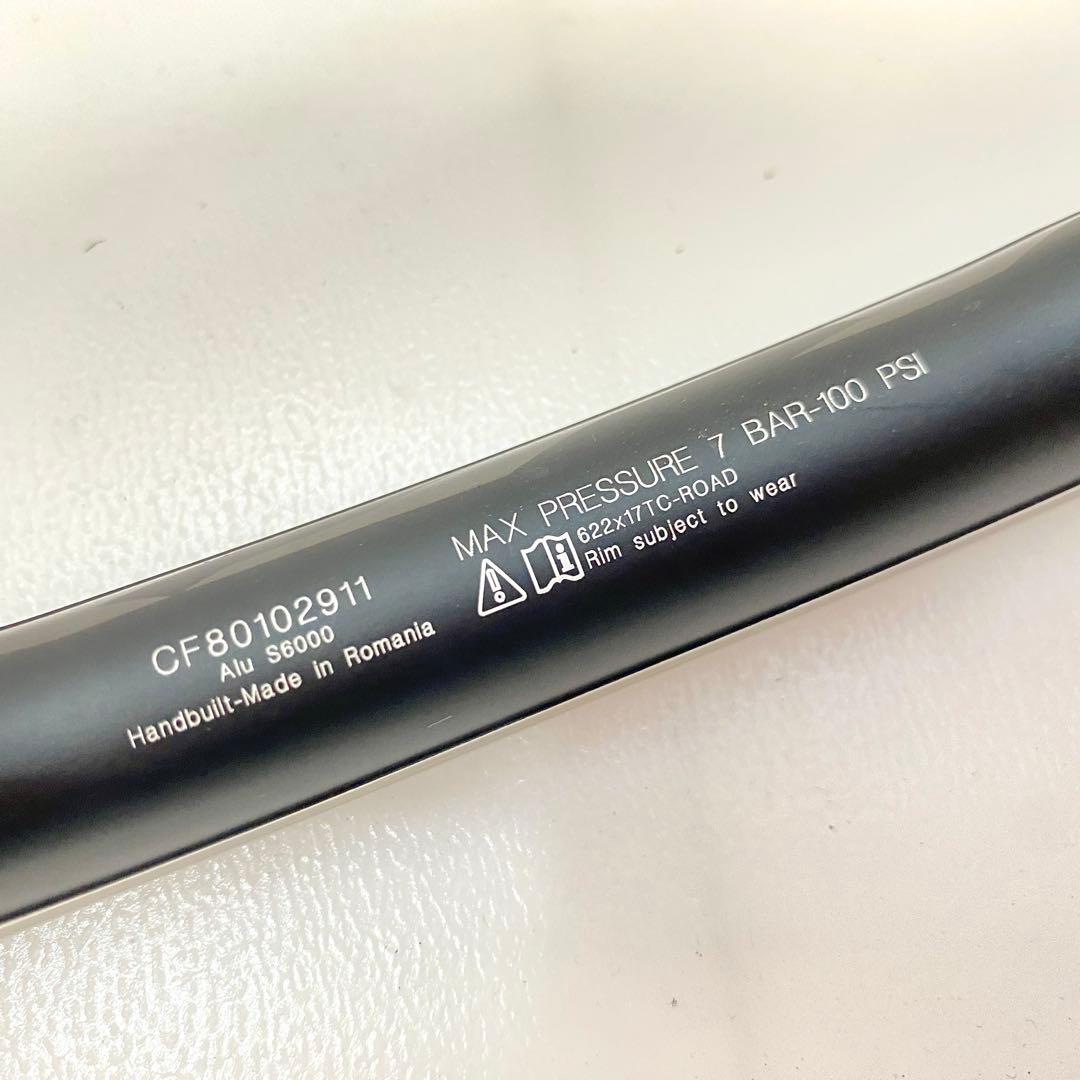 CF80102911
Alu S6000
Handbuilt-Made in Romania
MAX PRESSURE 7 BAR-100 PSI
622x17TC-ROAD
Rim subject to wear